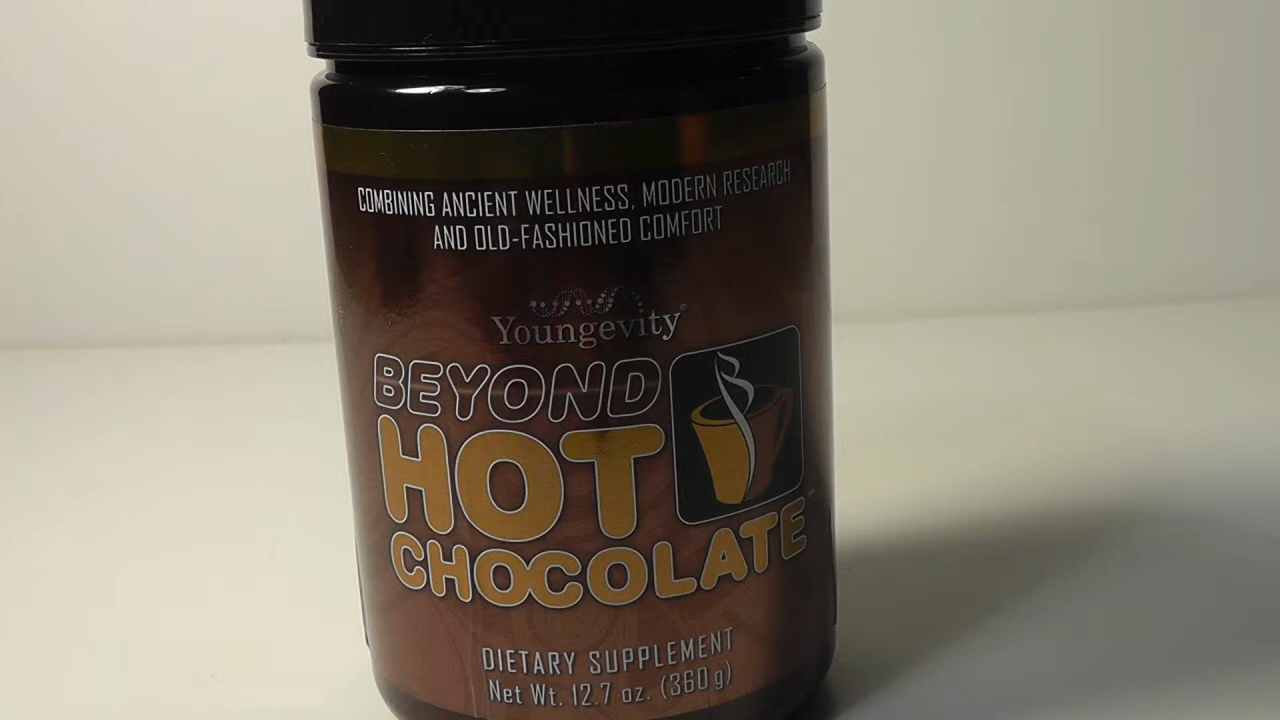 COMBINING ANCIENT WELLNESS, MODERN RESEARCH
AND OLD-FASHIONED COMFORT
Youngevity®
BEYOND
HOT
CHOCOLATE™
DIETARY SUPPLEMENT
Net Wt. 12.7 oz. (360 g)